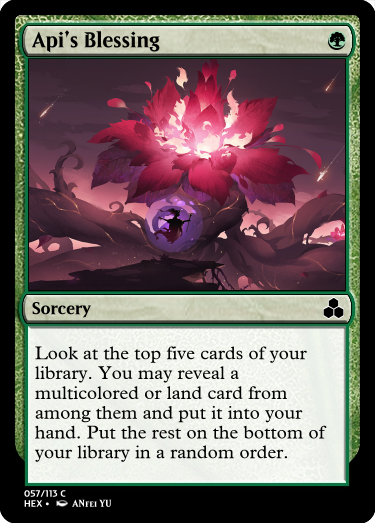 Api's Blessing
Sorcery
Look at the top five cards of your
library. You may reveal a
multicolored or land card from
among them and put it into your
hand. Put the rest on the bottom of
your library in a random order.
057/113 C
HEX • ANFEI YU